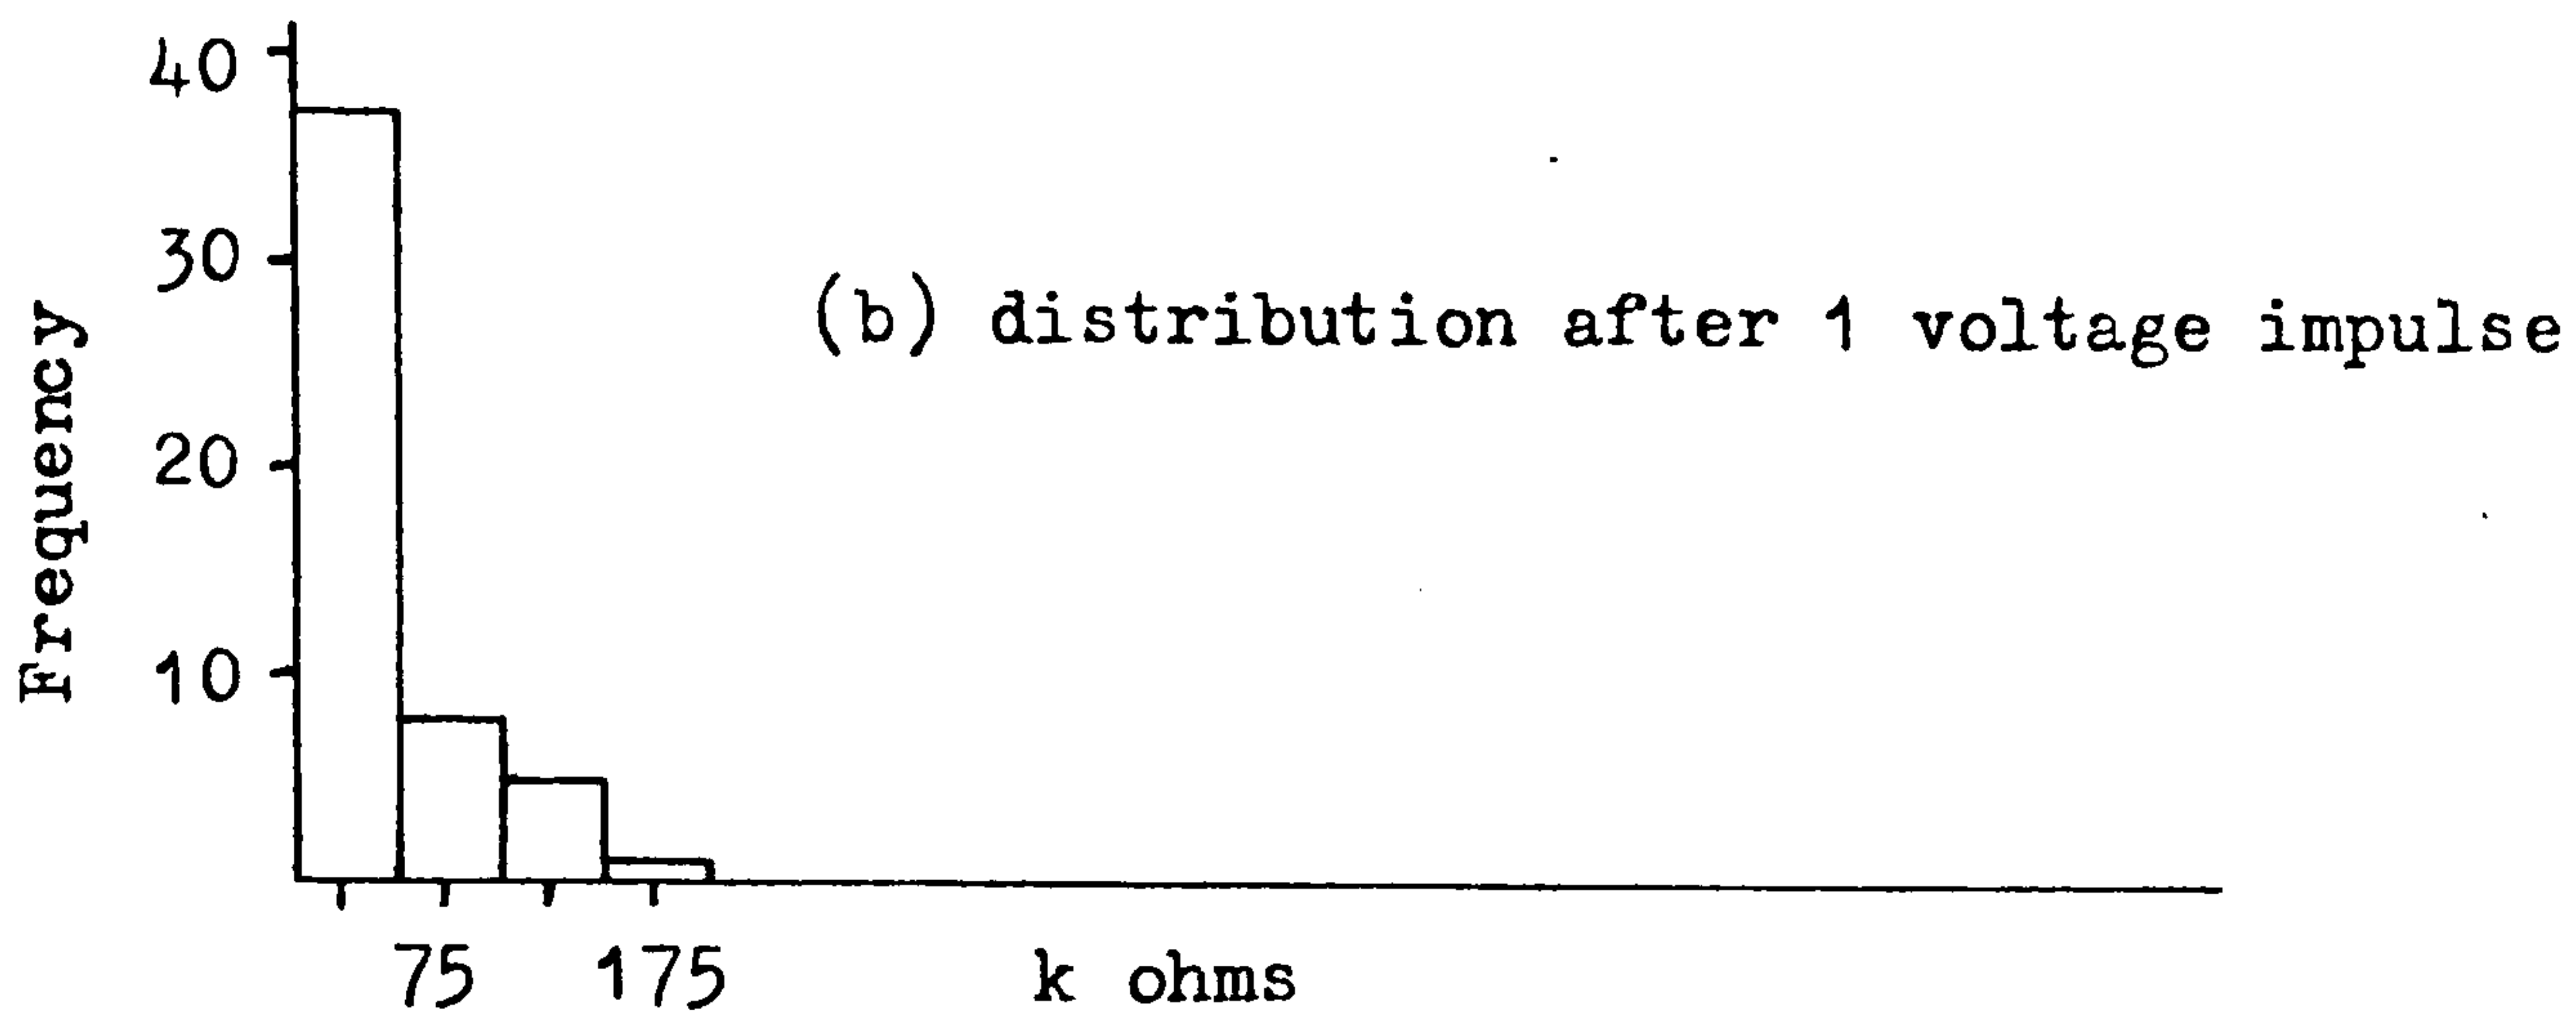 40
30
(b) distribution after 1 voltage impulse
20
10
Frequency
75 175 k ohms